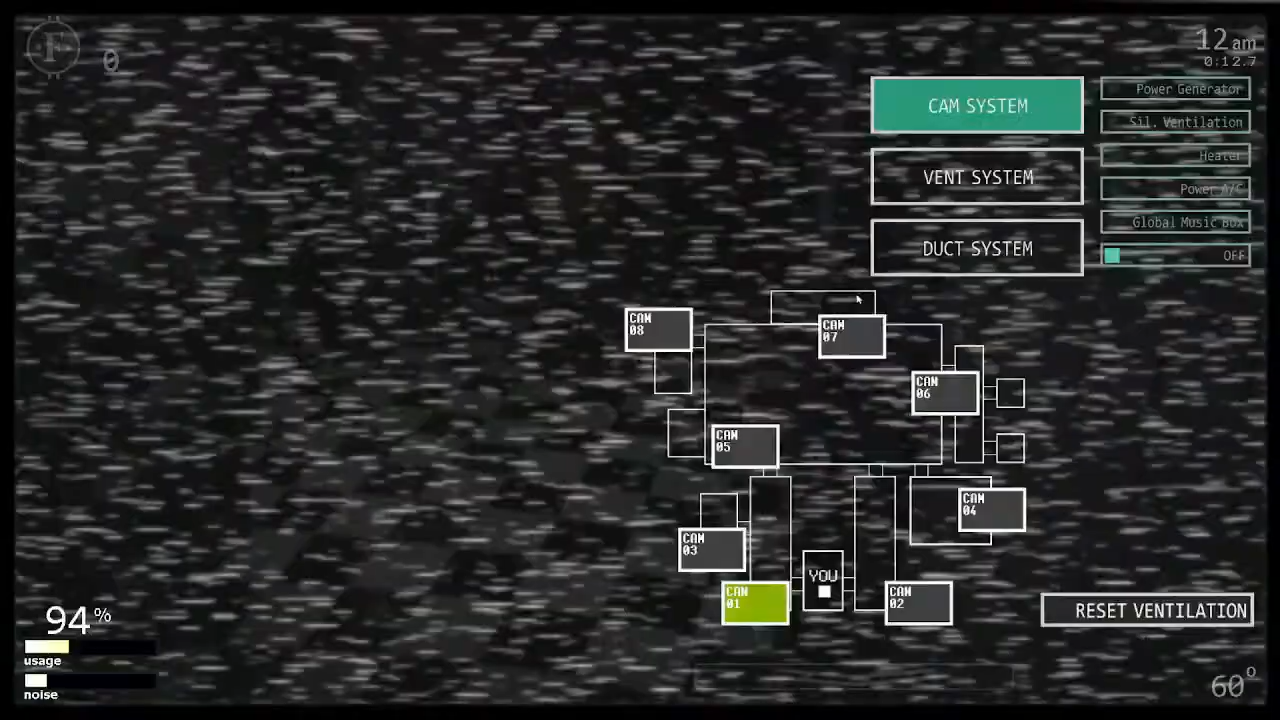 F
0
12 am
0:12.7
CAM SYSTEM
Power Generator
Sil. Ventilation
VENT SYSTEM
Heater
Power A/C
DUCT SYSTEM
Global Music Box
OFF
CAM
08
CAM
07
CAM
06
CAM
05
CAM
04
CAM
03
YOU
CAM
01
CAM
02
RESET VENTILATION
94%
usage
noise
60°